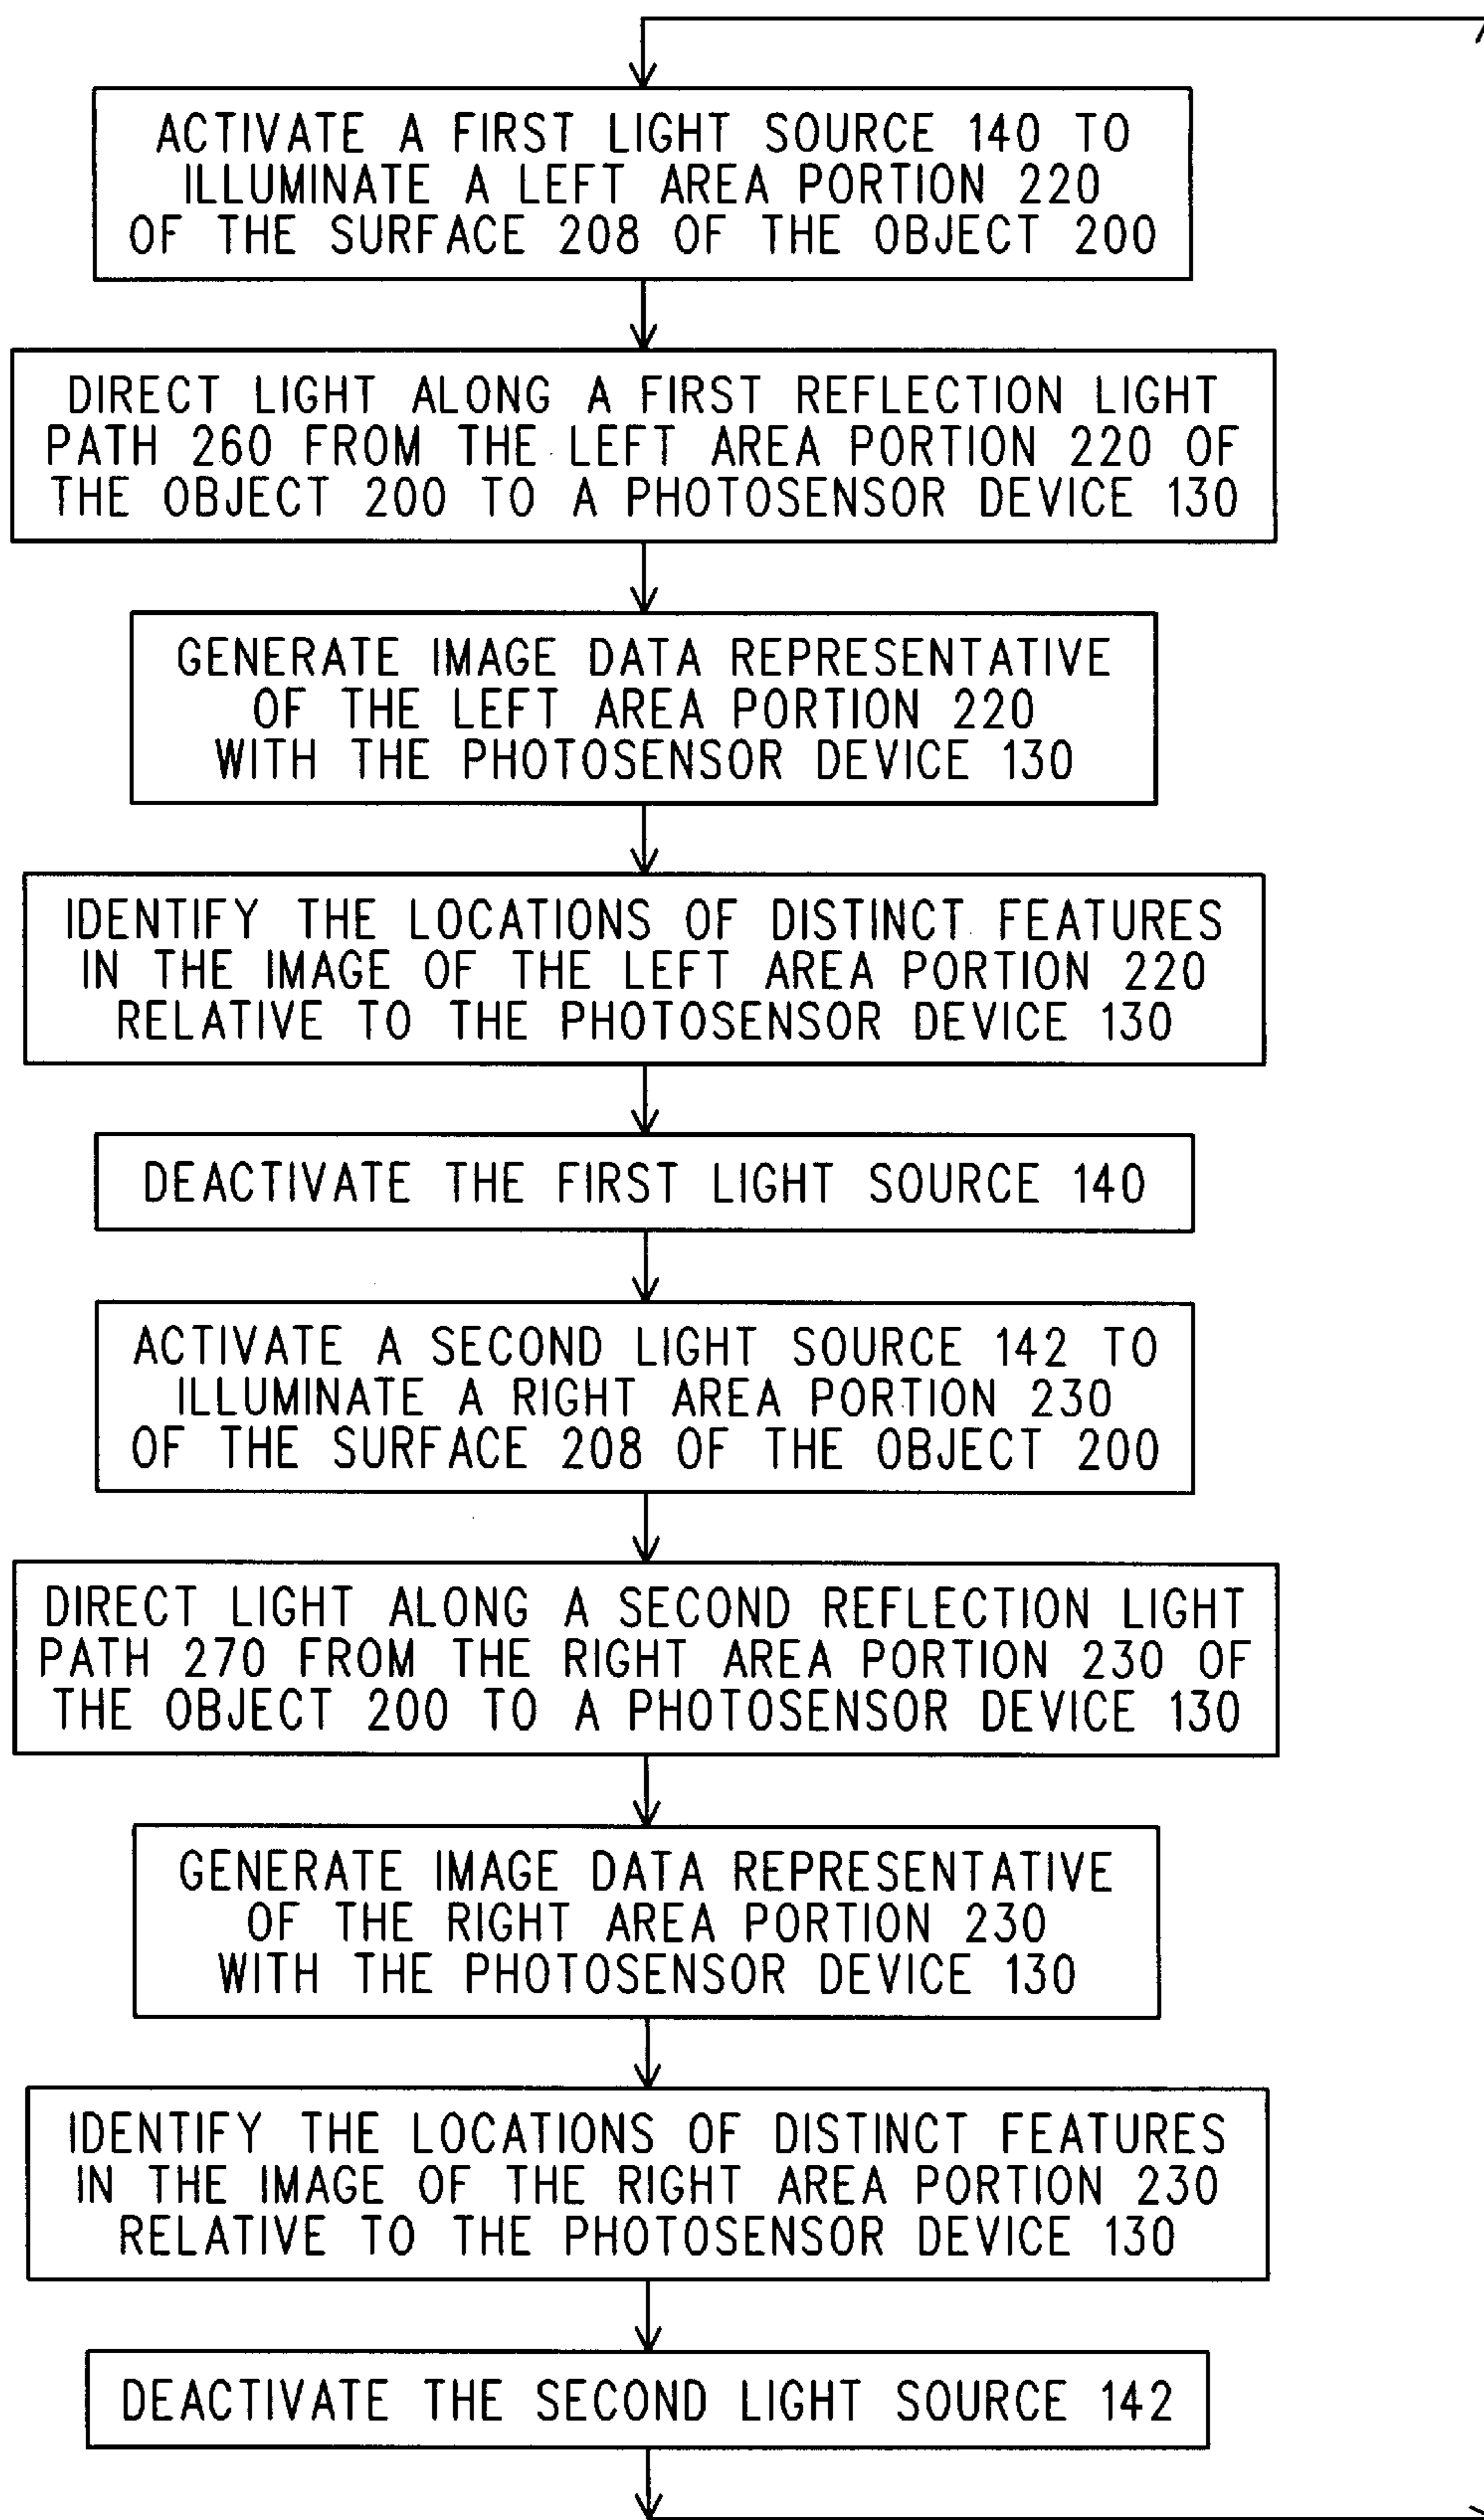 ACTIVATE A FIRST LIGHT SOURCE 140 TO
ILLUMINATE A LEFT AREA PORTION 220
OF THE SURFACE 208 OF THE OBJECT 200
DIRECT LIGHT ALONG A FIRST REFLECTION LIGHT
PATH 260 FROM THE LEFT AREA PORTION 220 OF
THE OBJECT 200 TO A PHOTOSENSOR DEVICE 130
GENERATE IMAGE DATA REPRESENTATIVE
OF THE LEFT AREA PORTION 220
WITH THE PHOTOSENSOR DEVICE 130
IDENTIFY THE LOCATIONS OF DISTINCT FEATURES
IN THE IMAGE OF THE LEFT AREA PORTION 220
RELATIVE TO THE PHOTOSENSOR DEVICE 130
DEACTIVATE THE FIRST LIGHT SOURCE 140
ACTIVATE A SECOND LIGHT SOURCE 142 TO
ILLUMINATE A RIGHT AREA PORTION 230
OF THE SURFACE 208 OF THE OBJECT 200
DIRECT LIGHT ALONG A SECOND REFLECTION LIGHT
PATH 270 FROM THE RIGHT AREA PORTION 230 OF
THE OBJECT 200 TO A PHOTOSENSOR DEVICE 130
GENERATE IMAGE DATA REPRESENTATIVE
OF THE RIGHT AREA PORTION 230
WITH THE PHOTOSENSOR DEVICE 130
IDENTIFY THE LOCATIONS OF DISTINCT FEATURES
IN THE IMAGE OF THE RIGHT AREA PORTION 230
RELATIVE TO THE PHOTOSENSOR DEVICE 130
DEACTIVATE THE SECOND LIGHT SOURCE 142